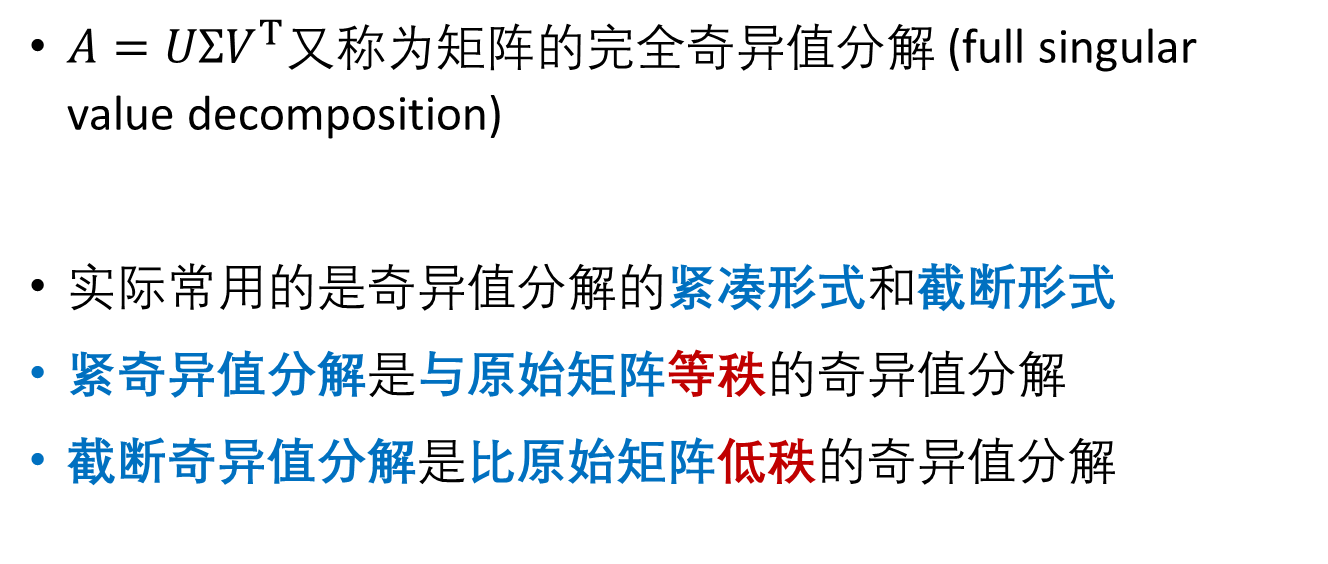 • A = UΣVᵀ又称为矩阵的完全奇异值分解 (full singular
value decomposition)
• 实际常用的是奇异值分解的紧凑形式和截断形式
• 紧奇异值分解是与原始矩阵等秩的奇异值分解
• 截断奇异值分解是比原始矩阵低秩的奇异值分解